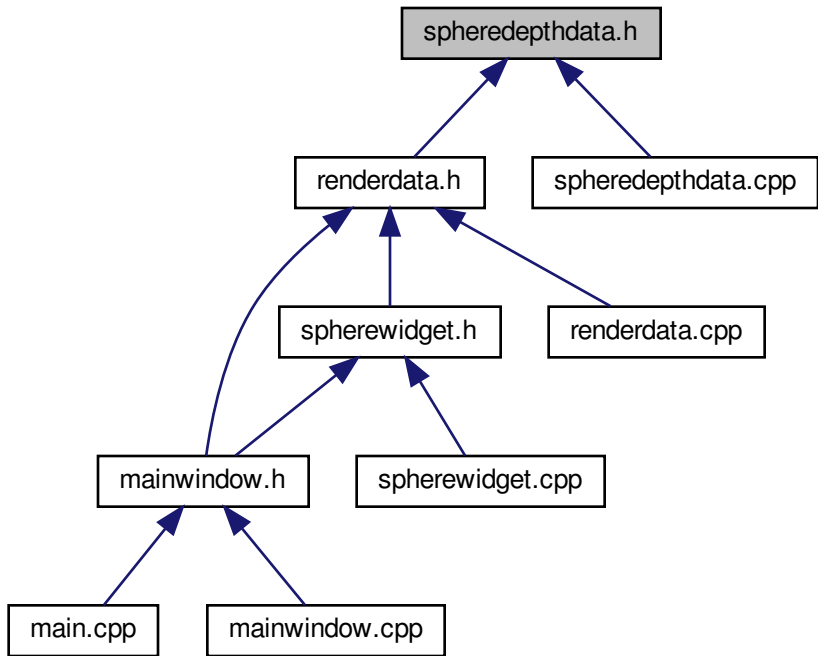 spheredepthdata.h
renderdata.h
spheredepthdata.cpp
spherewidget.h
renderdata.cpp
mainwindow.h
spherewidget.cpp
main.cpp
mainwindow.cpp